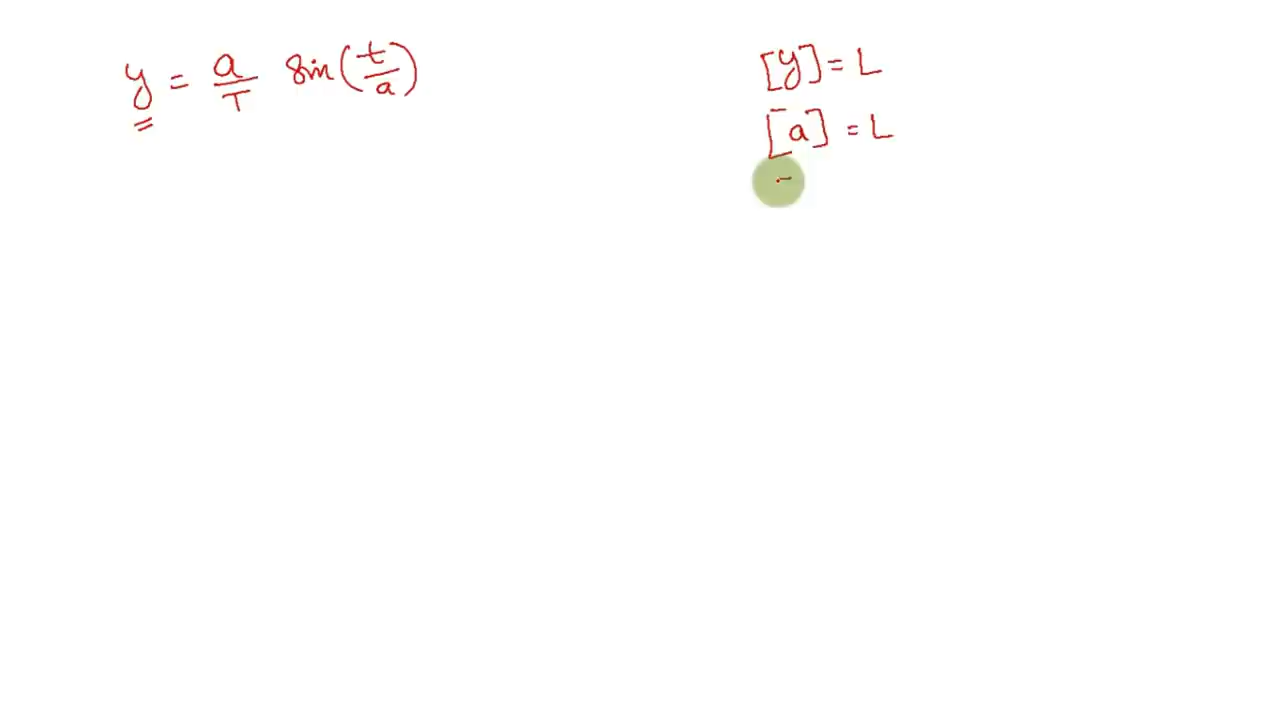 y = a/T sin(t/a)
[y] = L
[a] = L